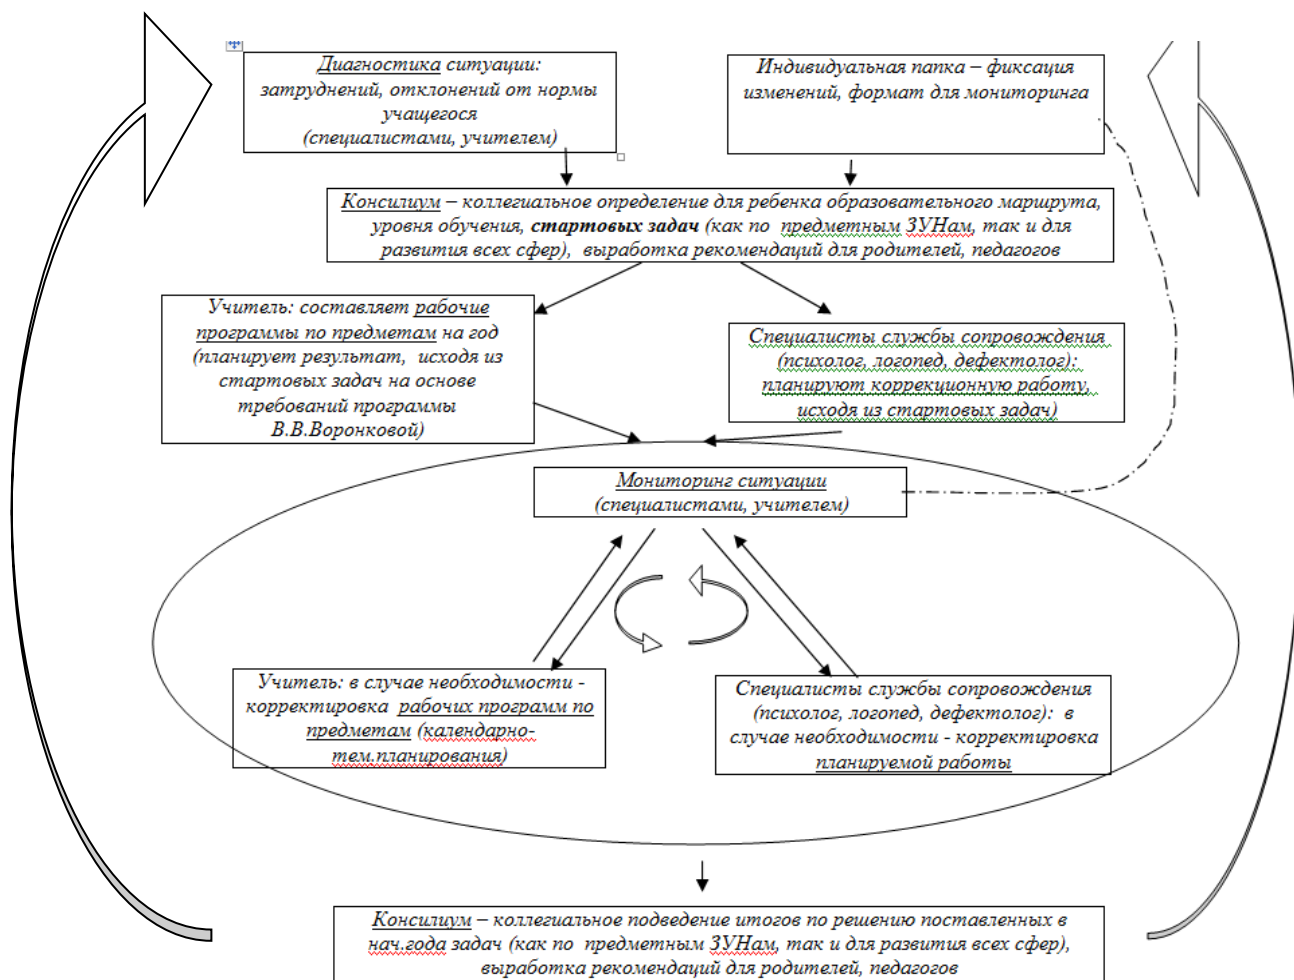 Диагностика ситуации:
затруднений, отклонений от нормы
учащегося
(специалистами, учителем)
Индивидуальная папка – фиксация
изменений, формат для мониторинга
Консилиум – коллегиальное определение для ребенка образовательного маршрута,
уровня обучения, стартовых задач (как по предметным ЗУНам, так и для
развития всех сфер), выработка рекомендаций для родителей, педагогов
Учитель: составляет рабочие
программы по предметам на год
(планирует результат, исходя из
стартовых задач на основе
требований программы
В.В.Воронковой)
Специалисты службы сопровождения
(психолог, логопед, дефектолог):
планируют коррекционную работу,
исходя из стартовых задач)
Мониторинг ситуации
(специалистами, учителем)
Учитель: в случае необходимости -
корректировка рабочих программ по
предметам (календарно-
тем.планирования)
Специалисты службы сопровождения
(психолог, логопед, дефектолог): в
случае необходимости - корректировка
планируемой работы
Консилиум – коллегиальное подведение итогов по решению поставленных в
нач.года задач (как по предметным ЗУНам, так и для развития всех сфер),
выработка рекомендаций для родителей, педагогов